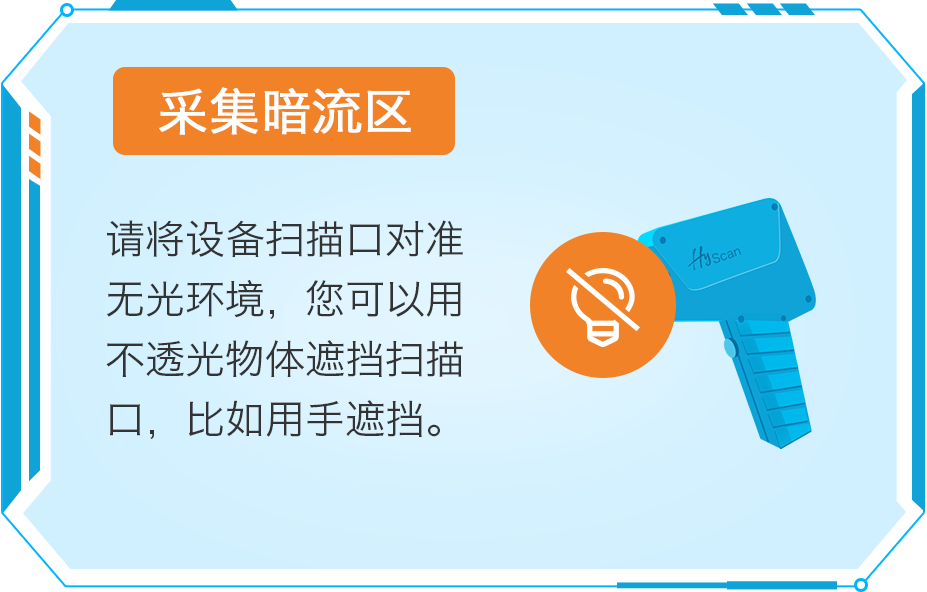 采集暗流区
请将设备扫描口对准
无光环境，您可以用
不透光物体遮挡扫描
口，比如用手遮挡。
HyScan